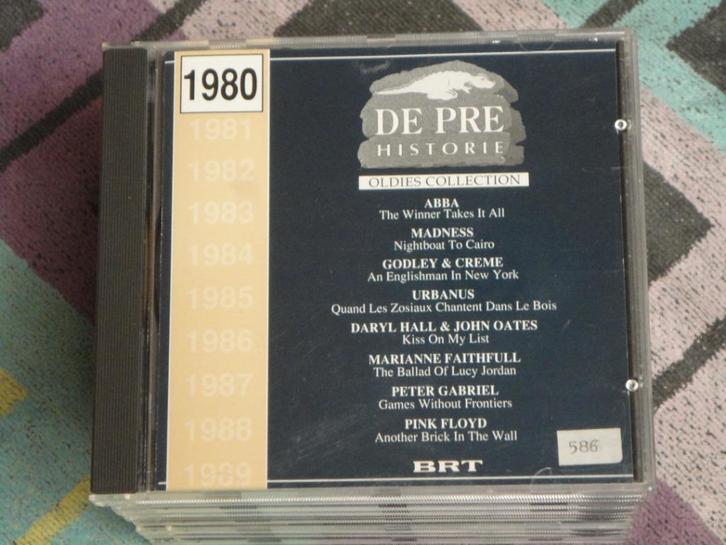 1980
1981
1982
1983
1984
1985
1986
1987
1988
1989
DE PRE
HISTORIE
OLDIES COLLECTION
ABBA
The Winner Takes It All
MADNESS
Nightboat To Cairo
GODLEY & CREME
An Englishman In New York
URBANUS
Quand Les Zosiaux Chantent Dans Le Bois
DARYL HALL & JOHN OATES
Kiss On My List
MARIANNE FAITHFULL
The Ballad Of Lucy Jordan
PETER GABRIEL
Games Without Frontiers
PINK FLOYD
Another Brick In The Wall
586
BRT